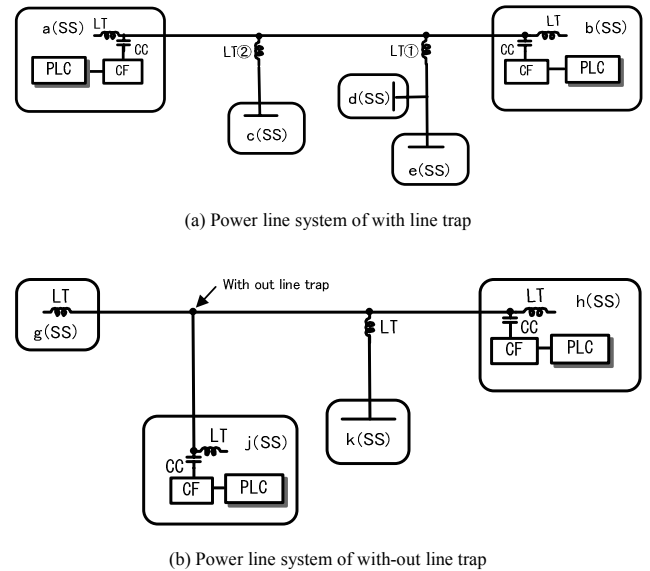 a(SS)
LT
CC
PLC
CF
LT②
c(SS)
LT①
d(SS)
e(SS)
LT
b(SS)
CC
CF
PLC
(a) Power line system of with line trap
With out line trap
LT
g(SS)
LT
j(SS)
CC
CF
PLC
LT
k(SS)
LT
h(SS)
CC
CF
PLC
(b) Power line system of with-out line trap